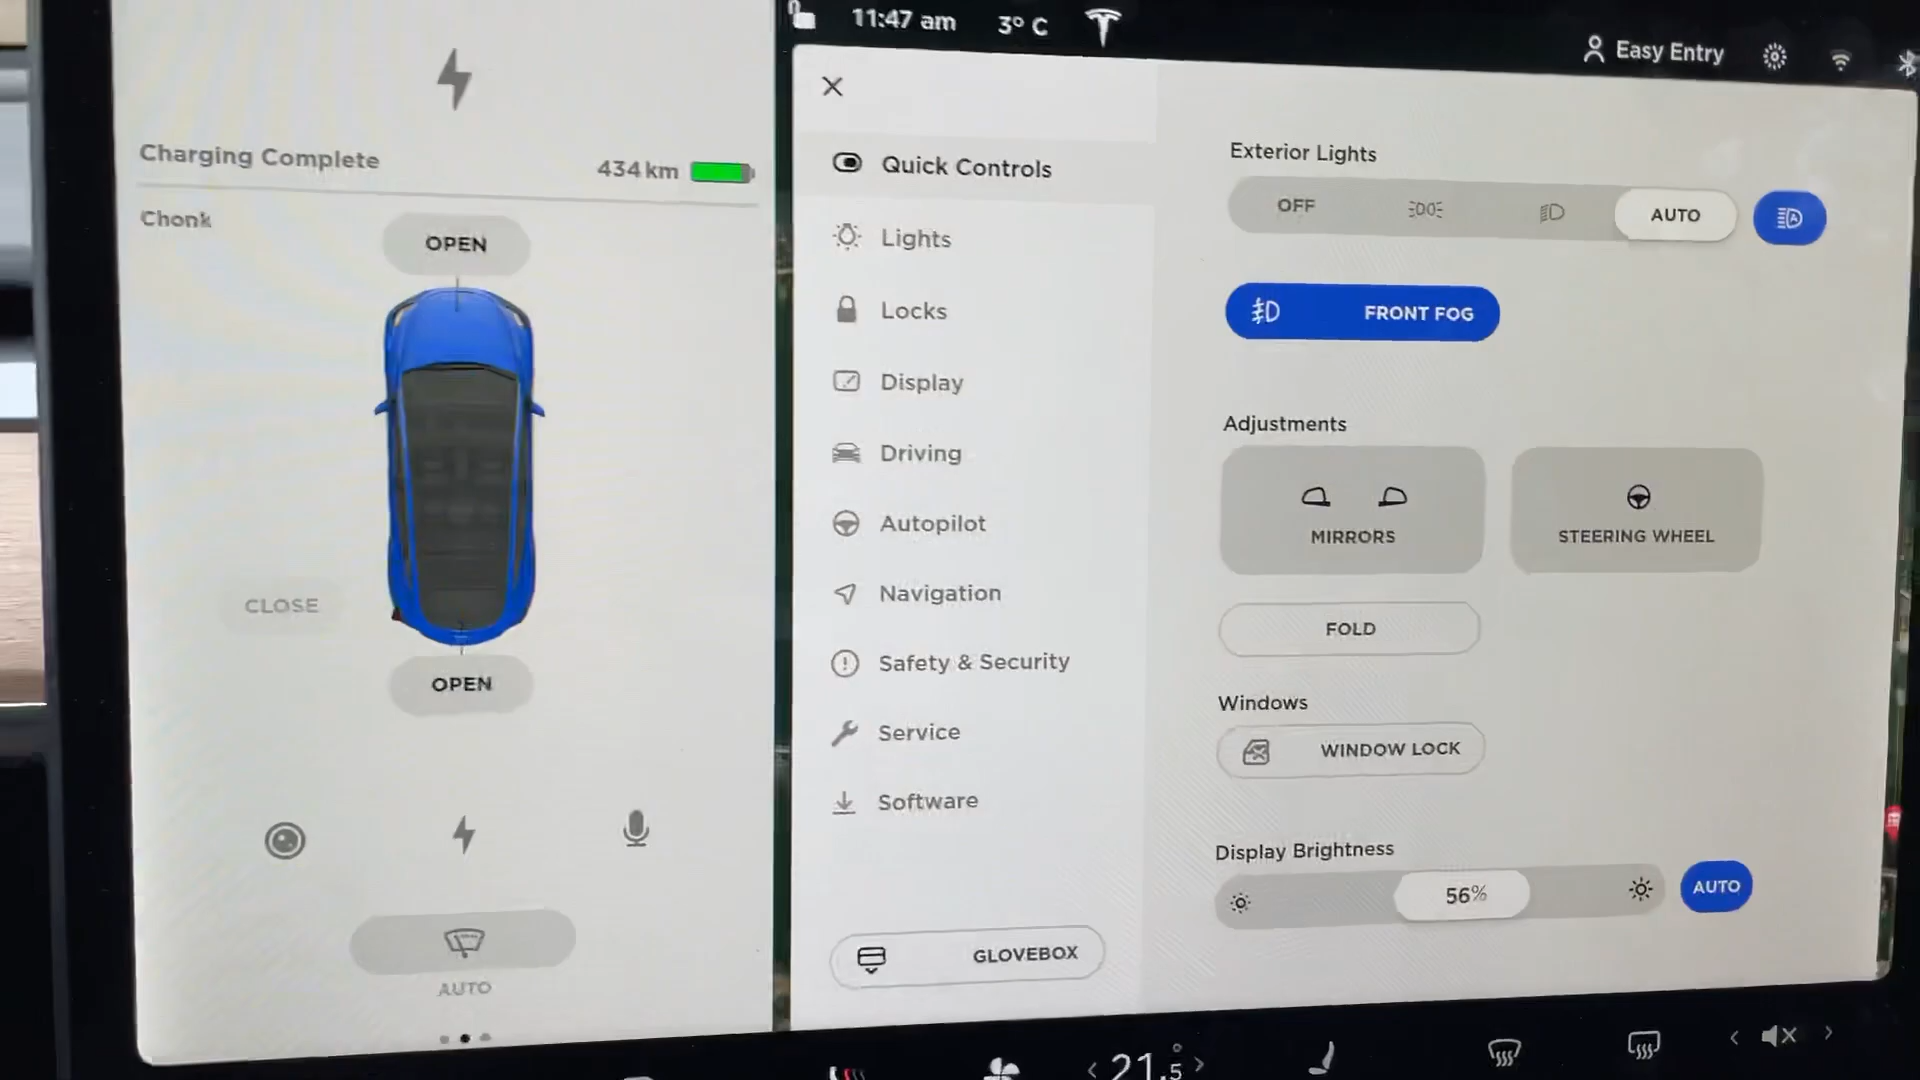 11:47 am
3° C
Easy Entry
Charging Complete
434 km
Chonk
OPEN
CLOSE
OPEN
AUTO
Quick Controls
Lights
Locks
Display
Driving
Autopilot
Navigation
Safety & Security
Service
Software
GLOVEBOX
Exterior Lights
OFF
AUTO
FRONT FOG
Adjustments
MIRRORS
STEERING WHEEL
FOLD
Windows
WINDOW LOCK
Display Brightness
56%
AUTO
21.5°